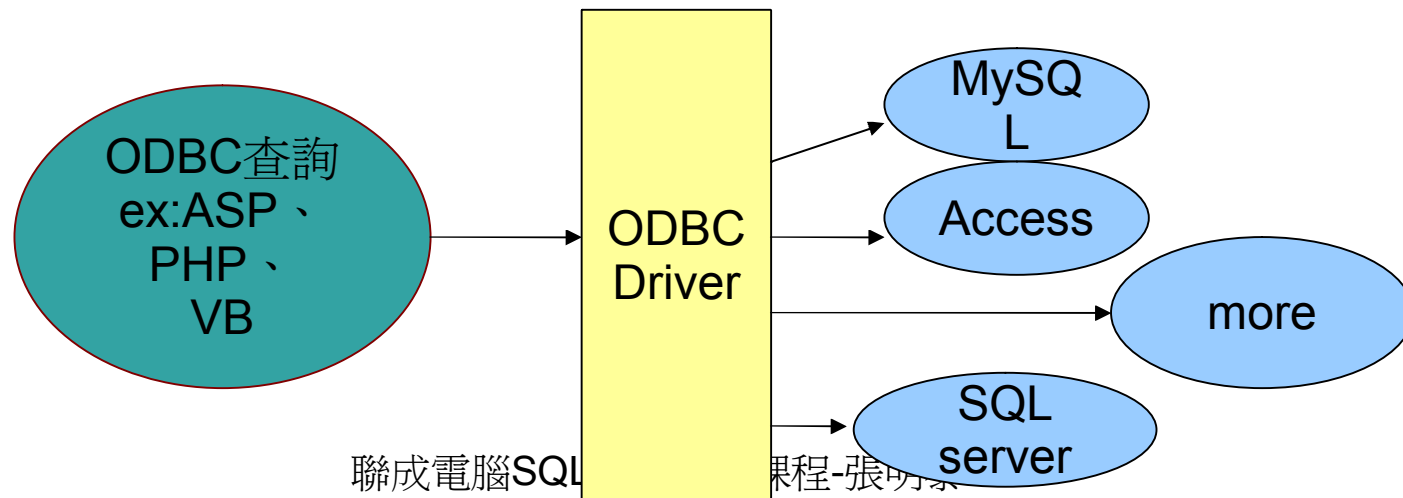 ODBC查詢
ex:ASP、
PHP、
VB
ODBC
Driver
MySQ
L
Access
more
SQL
server
聯成電腦SQL 課程-張明